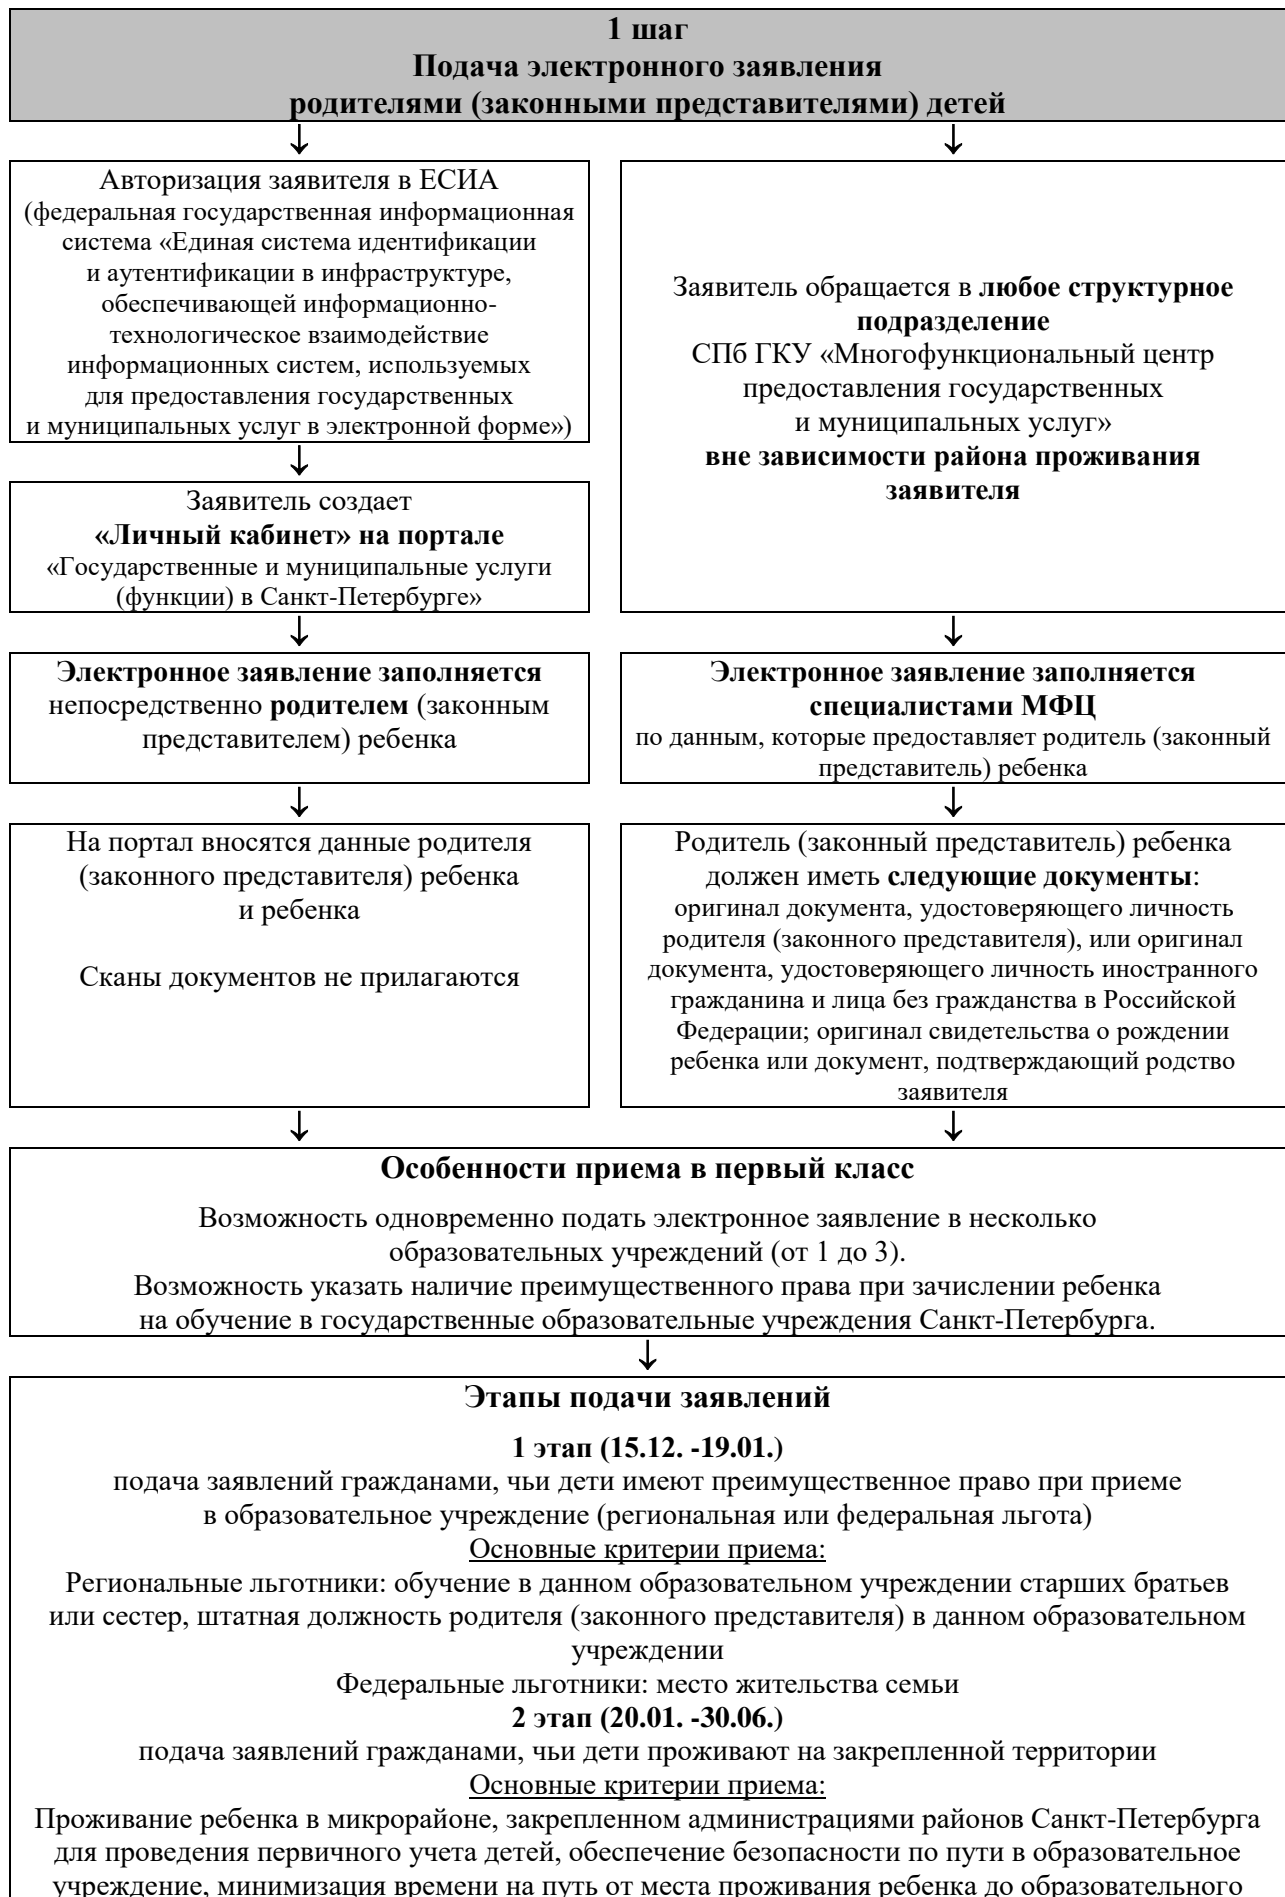 1 шаг
Подача электронного заявления
родителями (законными представителями) детей
↓
↓
Авторизация заявителя в ЕСИА
(федеральная государственная информационная
система «Единая система идентификации
и аутентификации в инфраструктуре,
обеспечивающей информационно-
технологическое взаимодействие
информационных систем, используемых
для предоставления государственных
и муниципальных услуг в электронной форме»)
↓
Заявитель создает
«Личный кабинет» на портале
«Государственные и муниципальные услуги
(функции) в Санкт-Петербурге»
Заявитель обращается в любое структурное
подразделение
СПб ГКУ «Многофункциональный центр
предоставления государственных
и муниципальных услуг»
вне зависимости района проживания
заявителя
↓
↓
Электронное заявление заполняется
непосредственно родителем (законным
представителем) ребенка
Электронное заявление заполняется
специалистами МФЦ
по данным, которые предоставляет родитель (законный
представитель) ребенка
↓
↓
На портал вносятся данные родителя
(законного представителя) ребенка
и ребенка
Сканы документов не прилагаются
Родитель (законный представитель) ребенка
должен иметь следующие документы:
оригинал документа, удостоверяющего личность
родителя (законного представителя), или оригинал
документа, удостоверяющего личность иностранного
гражданина и лица без гражданства в Российской
Федерации; оригинал свидетельства о рождении
ребенка или документ, подтверждающий родство
заявителя
↓
↓
Особенности приема в первый класс
Возможность одновременно подать электронное заявление в несколько
образовательных учреждений (от 1 до 3).
Возможность указать наличие преимущественного права при зачислении ребенка
на обучение в государственные образовательные учреждения Санкт-Петербурга.
↓
Этапы подачи заявлений
1 этап (15.12. -19.01.)
подача заявлений гражданами, чьи дети имеют преимущественное право при приеме
в образовательное учреждение (региональная или федеральная льгота)
Основные критерии приема:
Региональные льготники: обучение в данном образовательном учреждении старших братьев
или сестер, штатная должность родителя (законного представителя) в данном образовательном
учреждении
Федеральные льготники: место жительства семьи
2 этап (20.01. -30.06.)
подача заявлений гражданами, чьи дети проживают на закрепленной территории
Основные критерии приема:
Проживание ребенка в микрорайоне, закрепленном администрациями районов Санкт-Петербурга
для проведения первичного учета детей, обеспечение безопасности по пути в образовательное
учреждение, минимизация времени на путь от места проживания ребенка до образовательного